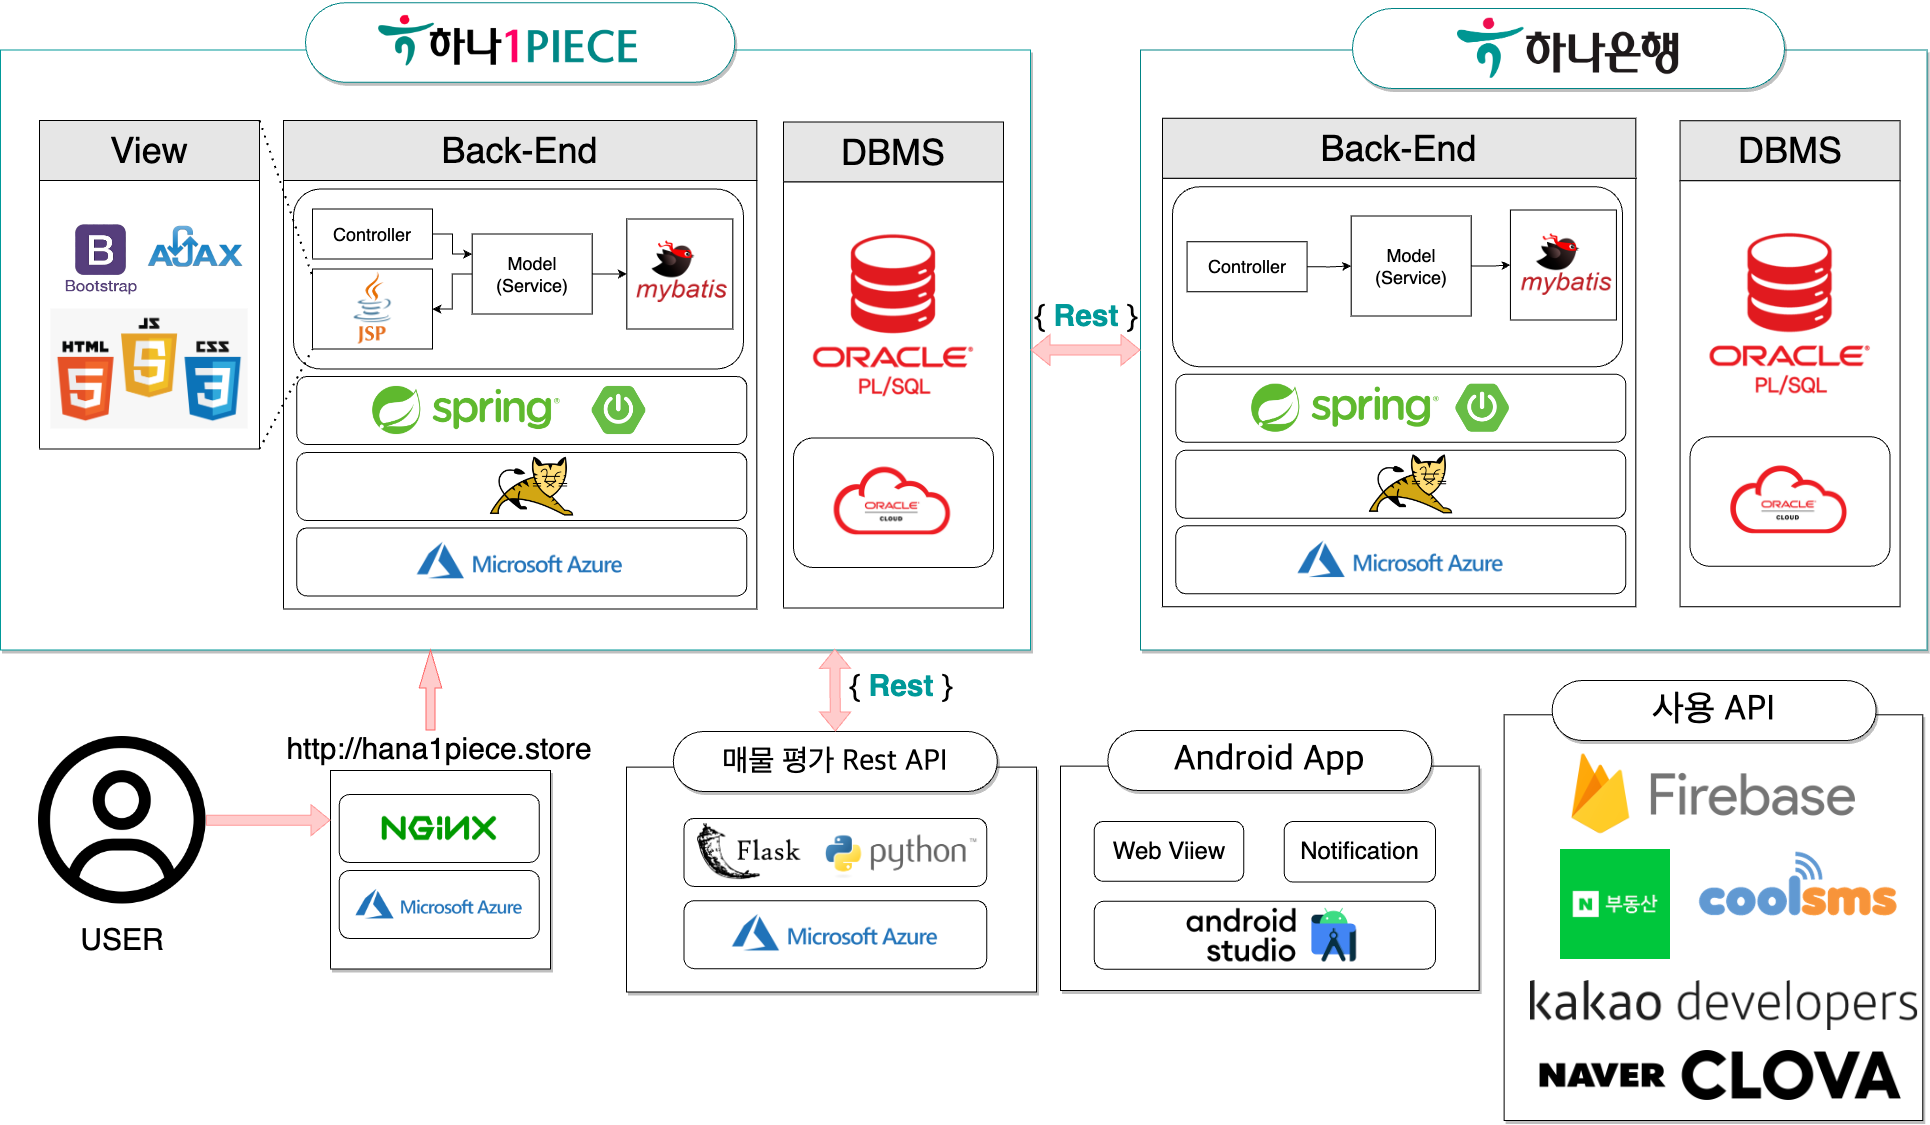 하나1PIECE
View
Bootstrap
AJAX
HTML
JS
CSS
Back-End
Controller
JSP
Model
(Service)
mybatis
spring
Microsoft Azure
DBMS
ORACLE
PL/SQL
ORACLE
CLOUD
{ Rest }
하나은행
Back-End
Controller
Model
(Service)
mybatis
spring
Microsoft Azure
DBMS
ORACLE
PL/SQL
ORACLE
CLOUD
{ Rest }
USER
http://hana1piece.store
NGINX
Microsoft Azure
매물 평가 Rest API
Flask
python™
Microsoft Azure
Android App
Web Viiew
Notification
android
studio
사용 API
Firebase
N 부동산
coolsms
kakao developers
NAVER CLOVA